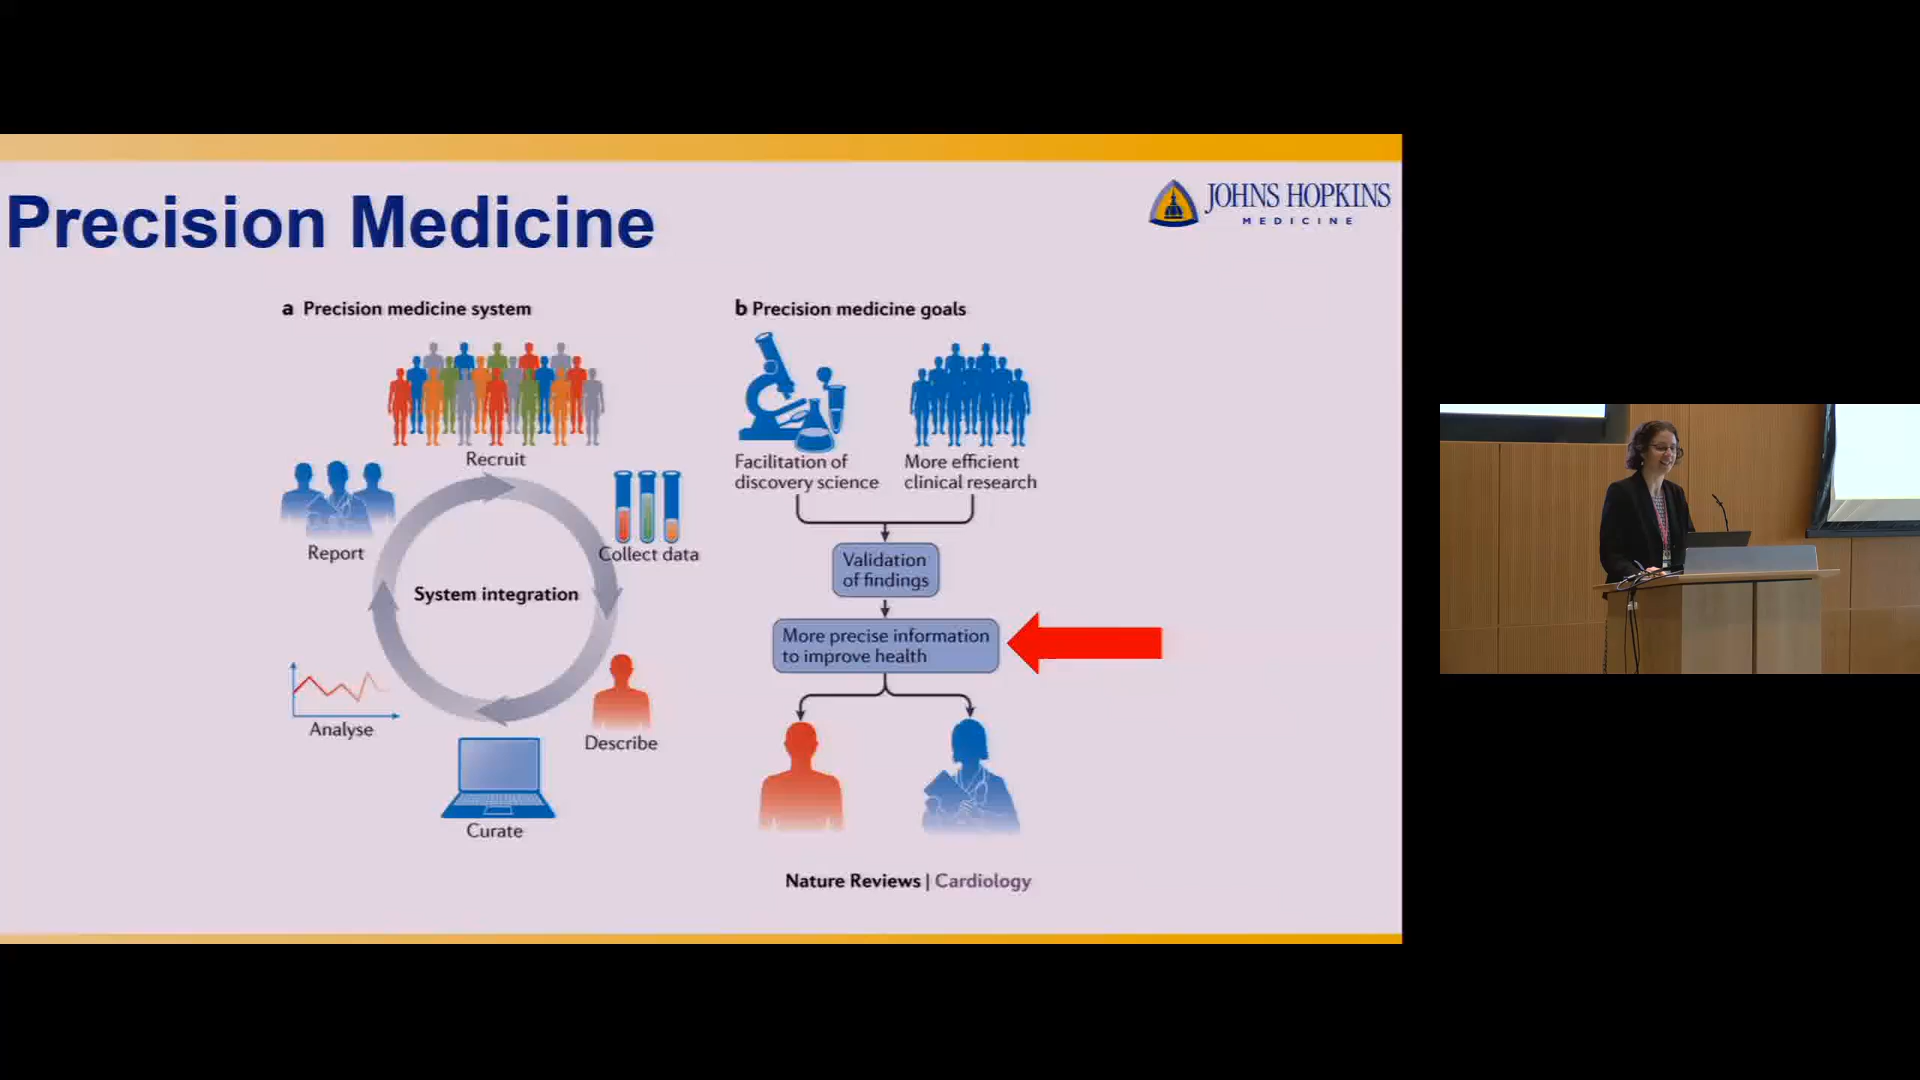 Precision Medicine
JOHNS HOPKINS
MEDICINE
a Precision medicine system
Recruit
Collect data
Describe
Curate
Analyse
Report
System integration
b Precision medicine goals
Facilitation of
discovery science
More efficient
clinical research
Validation
of findings
More precise information
to improve health
Nature Reviews | Cardiology